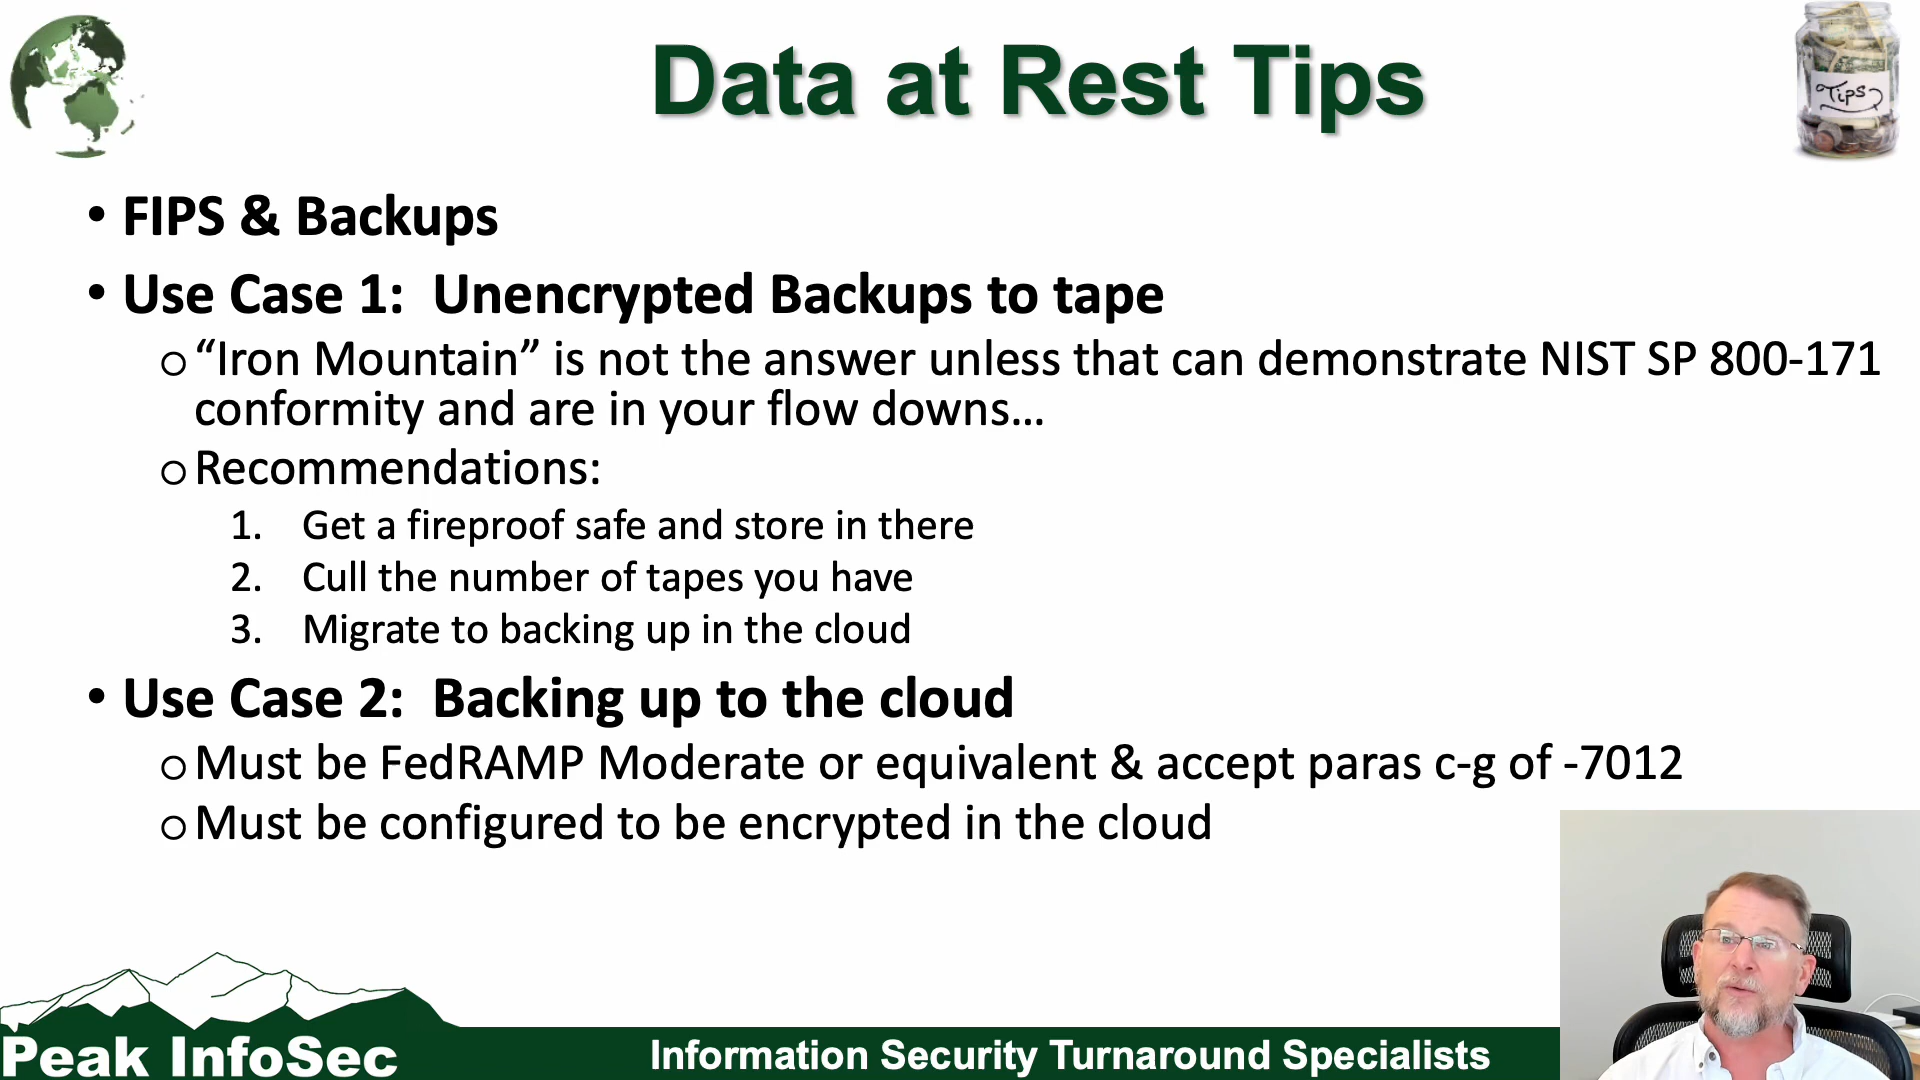 Data at Rest Tips
Tips
• FIPS & Backups
• Use Case 1: Unencrypted Backups to tape
o “Iron Mountain” is not the answer unless that can demonstrate NIST SP 800-171
conformity and are in your flow downs…
o Recommendations:
1. Get a fireproof safe and store in there
2. Cull the number of tapes you have
3. Migrate to backing up in the cloud
• Use Case 2: Backing up to the cloud
o Must be FedRAMP Moderate or equivalent & accept paras c-g of -7012
o Must be configured to be encrypted in the cloud
Peak InfoSec
Information Security Turnaround Specialists